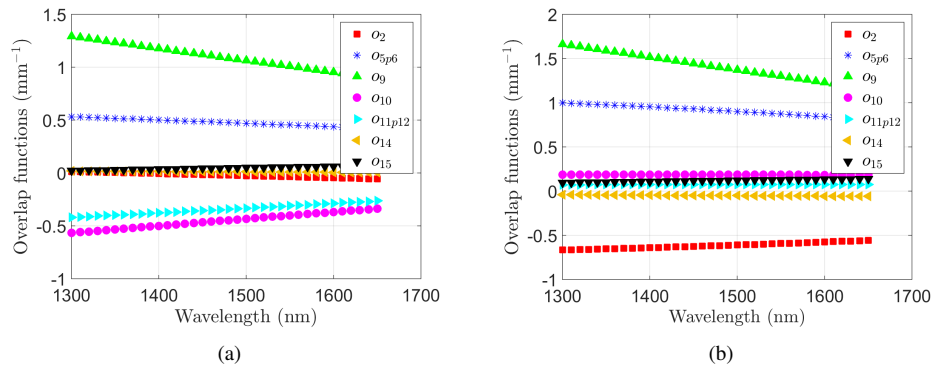 1.5
1
0.5
0
-0.5
-1
Overlap functions (mm⁻¹)
1300 1400 1500 1600 1700
Wavelength (nm)
o₂
o₅ₚ₆
o₉
o₁₀
o₁₁ₚ₁₂
o₁₄
o₁₅
(a)
2
1.5
1
0.5
0
-0.5
-1
Overlap functions (mm⁻¹)
1300 1400 1500 1600 1700
Wavelength (nm)
o₂
o₅ₚ₆
o₉
o₁₀
o₁₁ₚ₁₂
o₁₄
o₁₅
(b)